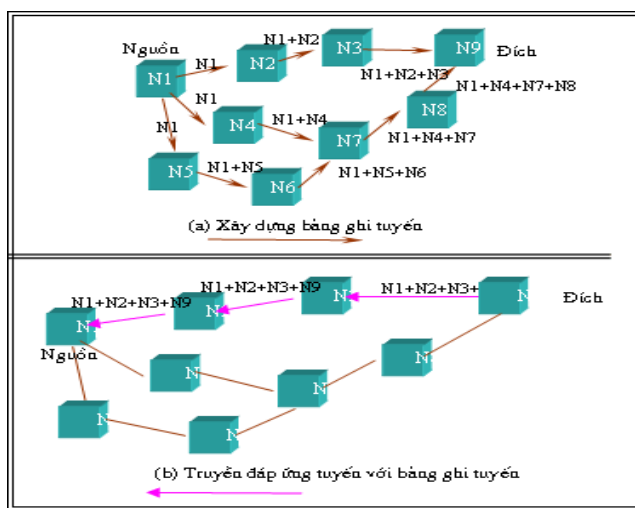 Nguồn
N1
N1
N1
N1
N1+N2
N2
N3
N9
Đích
N1+N2+N3
N1+N4+N7+N8
N4
N1+N4
N7
N8
N1+N4+N7
N5
N1+N5
N6
N1+N5+N6
(a) Xây dựng bảng ghi tuyến
N1+N2+N3+N9
N1+N2+N3+N9
N1+N2+N3+
N
N
N
N
Đích
Nguồn
N
N
N
N
N
(b) Truyền đáp ứng tuyến với bảng ghi tuyến